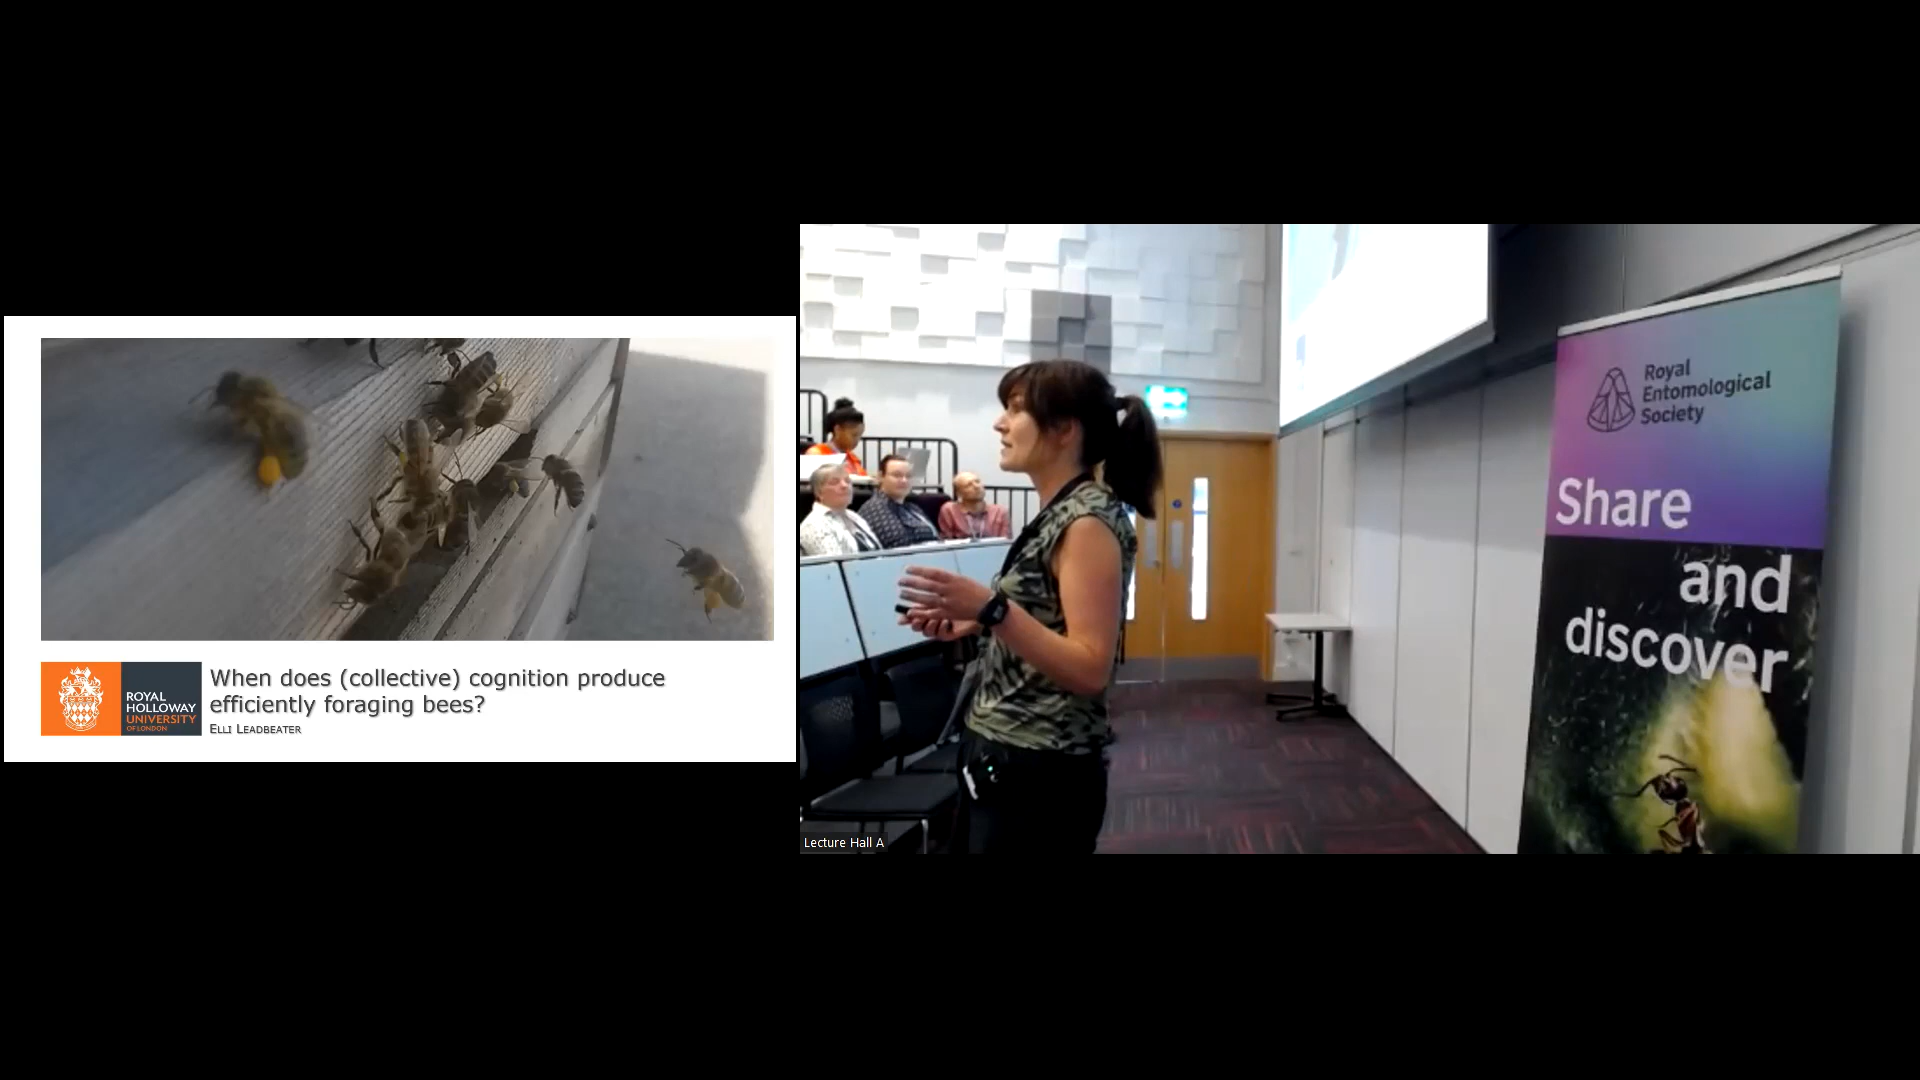 ROYAL
HOLLOWAY
UNIVERSITY
OF LONDON
When does (collective) cognition produce
efficiently foraging bees?
ELLI LEADBEATER
Lecture Hall A
Royal
Entomological
Society
Share
and
discover